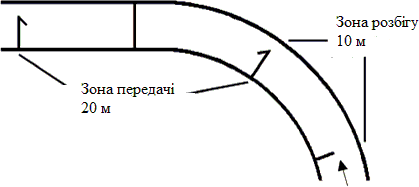 Зона розбігу
10 м
Зона передачі
20 м